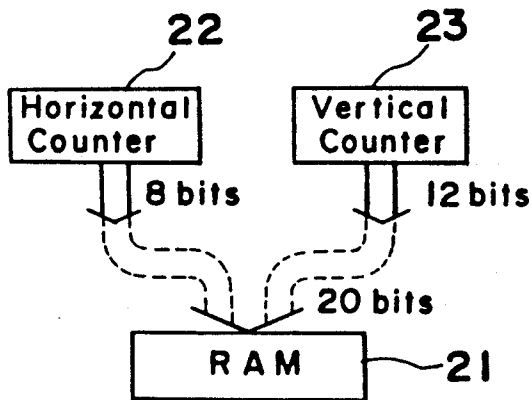 22
23
Horizontal
Counter
Vertical
Counter
8 bits
12 bits
20 bits
RAM
21